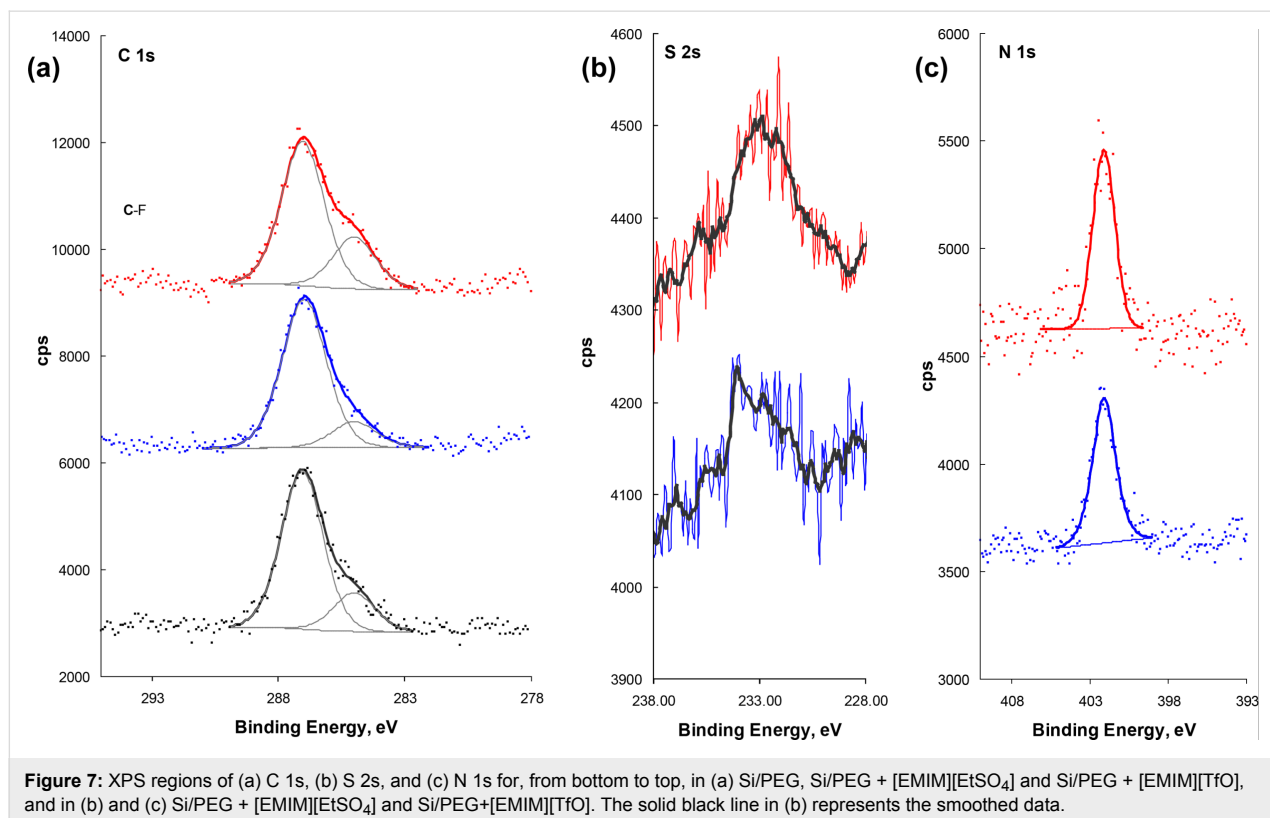 (a)
C 1s
14000
12000
10000
8000
6000
4000
2000
cps
C-F
293
288
283
278
Binding Energy, eV
(b)
S 2s
4600
4500
4400
4300
4200
4100
4000
3900
cps
238.00
233.00
228.00
Binding Energy, eV
(c)
N 1s
6000
5500
5000
4500
4000
3500
3000
cps
408
403
398
393
Binding Energy, eV
Figure 7: XPS regions of (a) C 1s, (b) S 2s, and (c) N 1s for, from bottom to top, in (a) Si/PEG, Si/PEG + [EMIM][EtSO₄] and Si/PEG + [EMIM][TfO],
and in (b) and (c) Si/PEG + [EMIM][EtSO₄] and Si/PEG+[EMIM][TfO]. The solid black line in (b) represents the smoothed data.